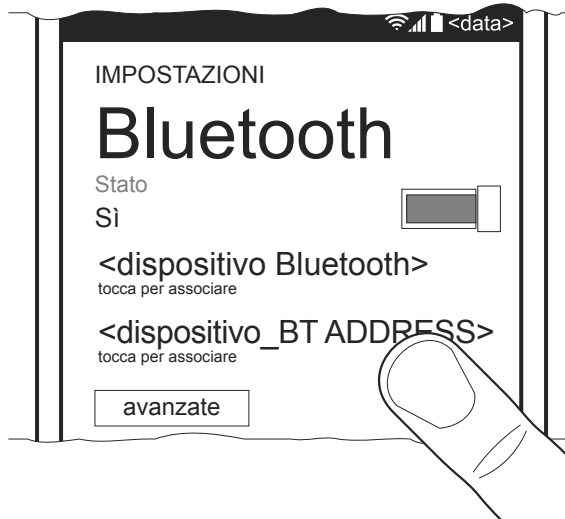 <data>
IMPOSTAZIONI
Bluetooth
Stato
Sì
<dispositivo Bluetooth>
tocca per associare
<dispositivo_BT ADDRESS>
tocca per associare
avanzate